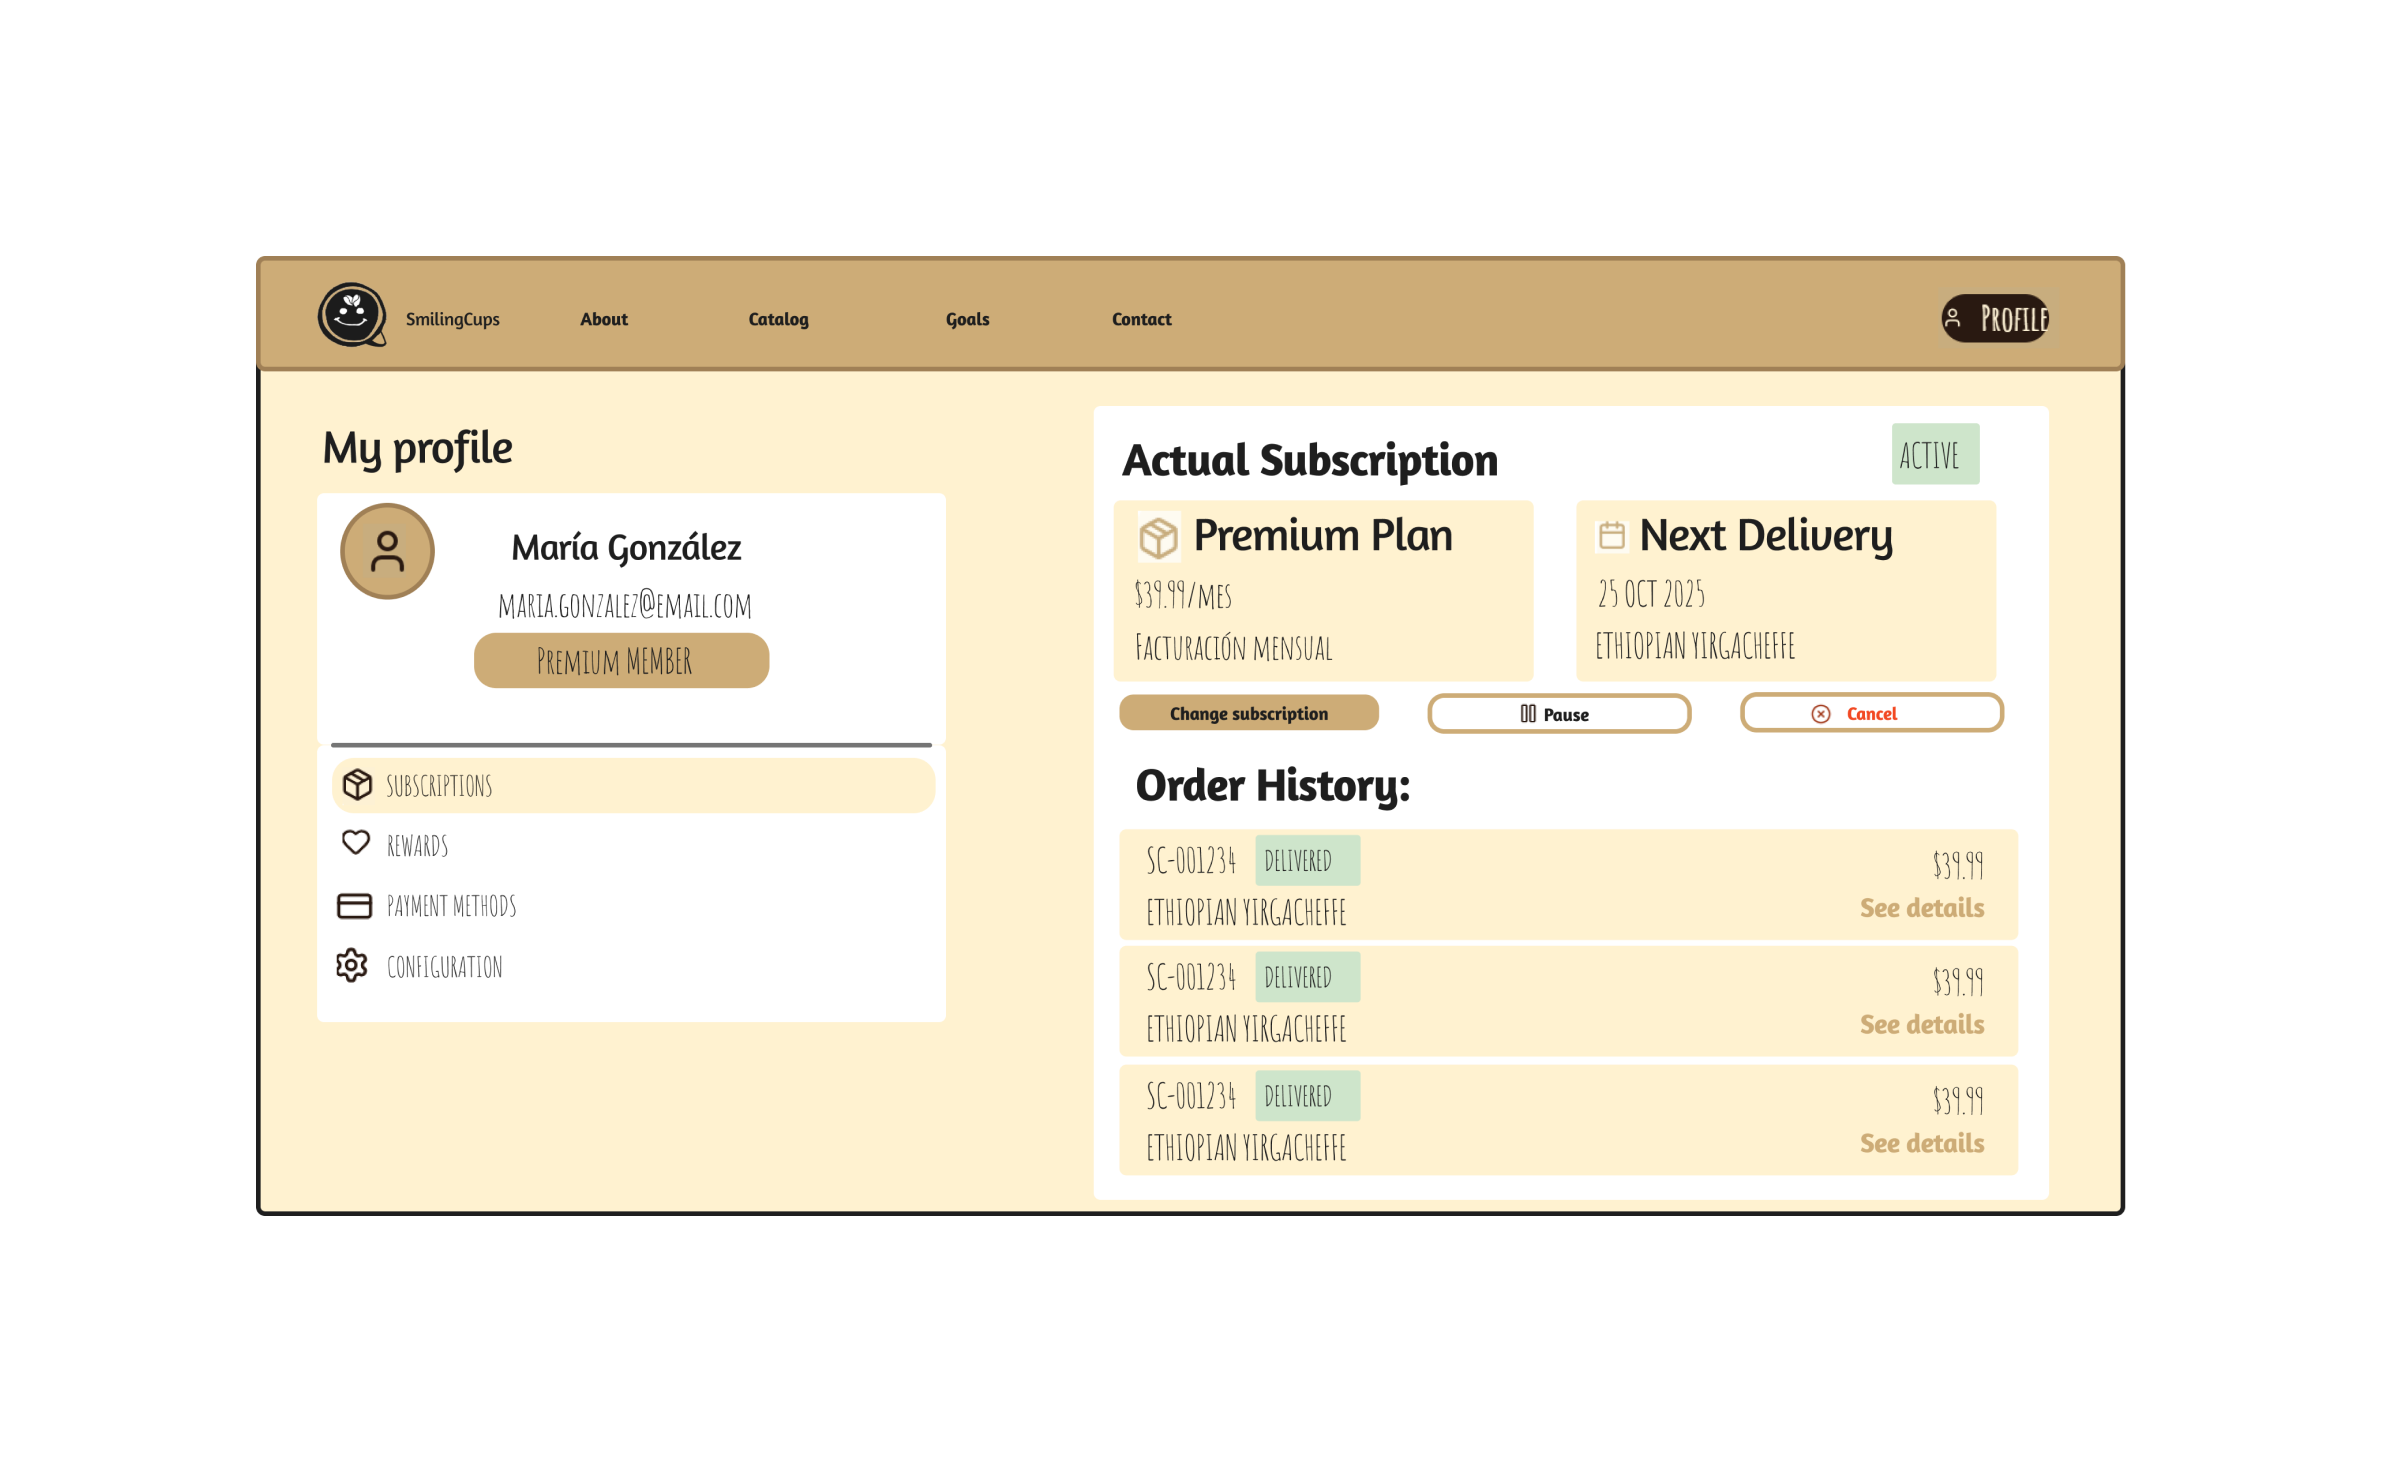 SmilingCups
About
Catalog
Goals
Contact
Profile
My profile
María González
maria.gonzalez@email.com
Premium MEMBER
SUBSCRIPTIONS
REWARDS
PAYMENT METHODS
CONFIGURATION
Actual Subscription
ACTIVE
Premium Plan
$39.99/mes
Facturación mensual
Next Delivery
25 OCT 2025
ETHIOPIAN YIRGACHEFFE
Change subscription
Pause
Cancel
Order History:
SC-001234
DELIVERED
$39.99
ETHIOPIAN YIRGACHEFFE
See details
SC-001234
DELIVERED
$39.99
ETHIOPIAN YIRGACHEFFE
See details
SC-001234
DELIVERED
$39.99
ETHIOPIAN YIRGACHEFFE
See details